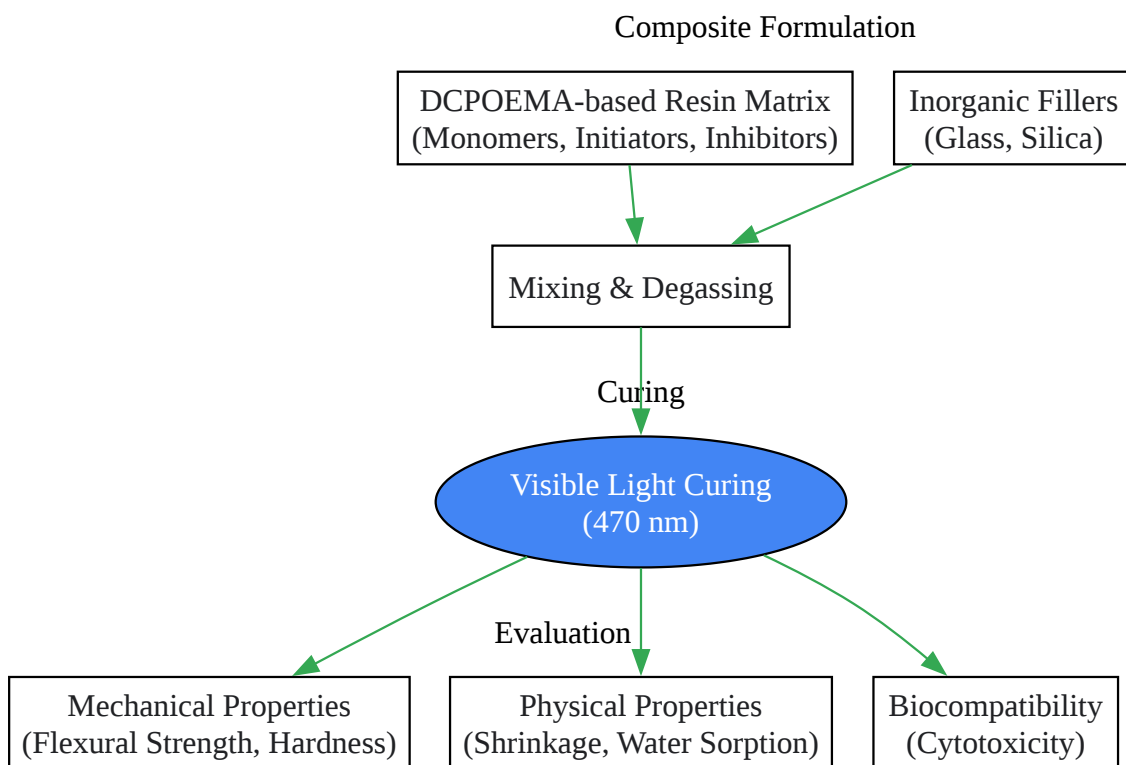 Composite Formulation
DCPOEMA-based Resin Matrix
(Monomers, Initiators, Inhibitors)
Inorganic Fillers
(Glass, Silica)
Mixing & Degassing
Curing
Visible Light Curing
(470 nm)
Evaluation
Mechanical Properties
(Flexural Strength, Hardness)
Physical Properties
(Shrinkage, Water Sorption)
Biocompatibility
(Cytotoxicity)